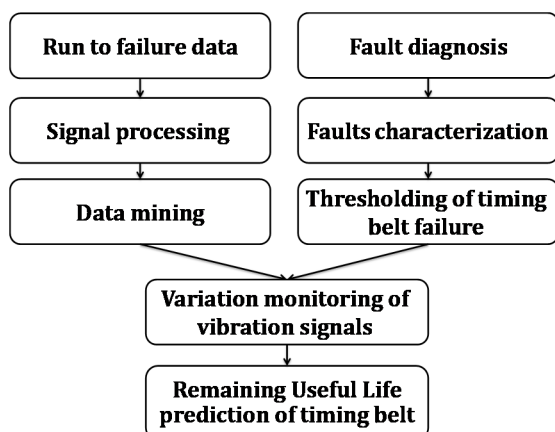 Run to failure data
Fault diagnosis
Signal processing
Faults characterization
Data mining
Thresholding of timing
belt failure
Variation monitoring of
vibration signals
Remaining Useful Life
prediction of timing belt